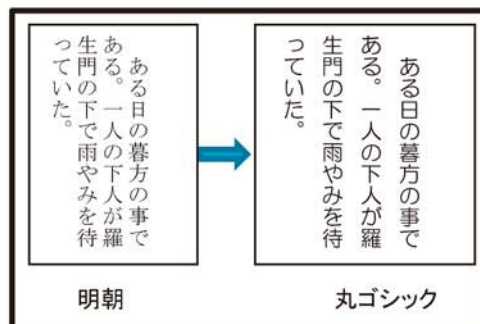 ある日の暮方の事で
ある。一人の下人が羅
生門の下で雨やみを待
っていた。
明朝
ある日の暮方の事で
ある。一人の下人が羅
生門の下で雨やみを待
っていた。
丸ゴシック